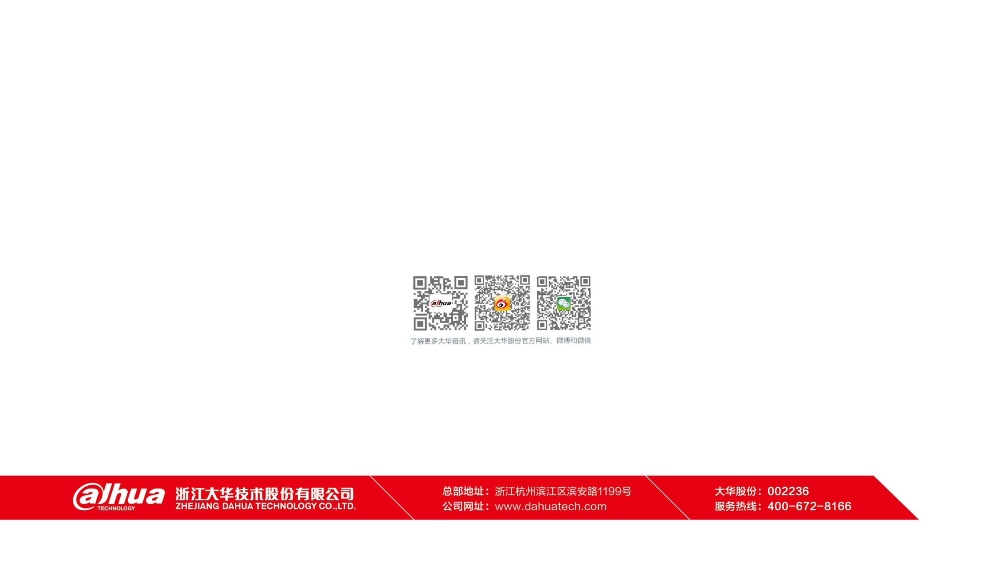 alhua
了解更多大华资讯，请关注大华股份官方网站、微博和微信
alhua
TECHNOLOGY
浙江大华技术股份有限公司
ZHEJIANG DAHUA TECHNOLOGY CO.,LTD.
总部地址：浙江杭州滨江区滨安路1199号
公司网址：www.dahuatech.com
大华股份：002236
服务热线：400-672-8166